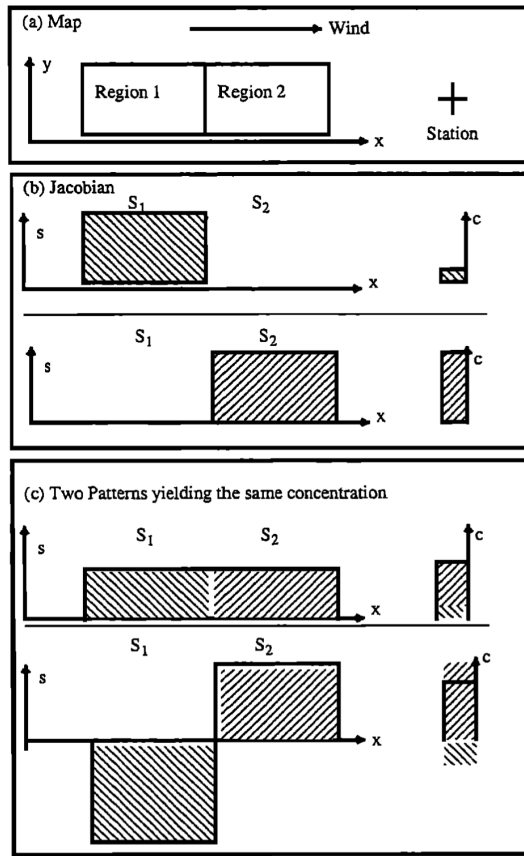 (a) Map
Wind
y
Region 1 Region 2
x
Station
(b) Jacobian
S1 S2
s
c
x
S1 S2
s
c
x
(c) Two Patterns yielding the same concentration
S1 S2
s
c
x
S1 S2
s
c
x